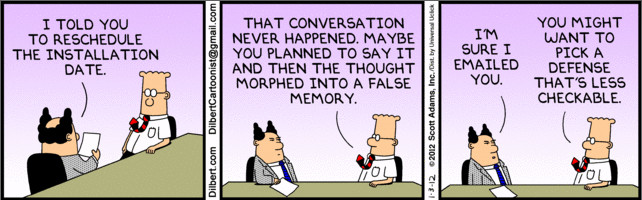 I TOLD YOU
TO RESCHEDULE
THE INSTALLATION
DATE.
Dilbert.com DilbertCartoonist@gmail.com
THAT CONVERSATION
NEVER HAPPENED. MAYBE
YOU PLANNED TO SAY IT
AND THEN THE THOUGHT
MORPHED INTO A FALSE
MEMORY.
1-3-12 ©2012 Scott Adams, Inc. /Dist. by Universal Uclick
I'M
SURE I
EMAILED
YOU.
YOU MIGHT
WANT TO
PICK A
DEFENSE
THAT'S LESS
CHECKABLE.